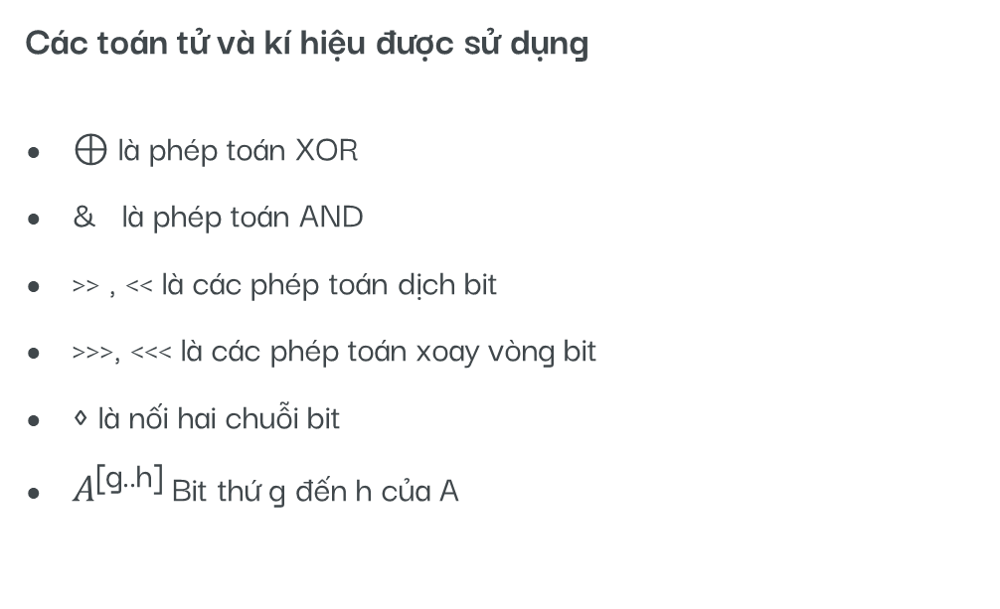 Các toán tử và kí hiệu được sử dụng
• ⊕ là phép toán XOR
• & là phép toán AND
• >> , << là các phép toán dịch bit
• >>>, <<< là các phép toán xoay vòng bit
• ◊ là nối hai chuỗi bit
• A[g..h] Bit thứ g đến h của A